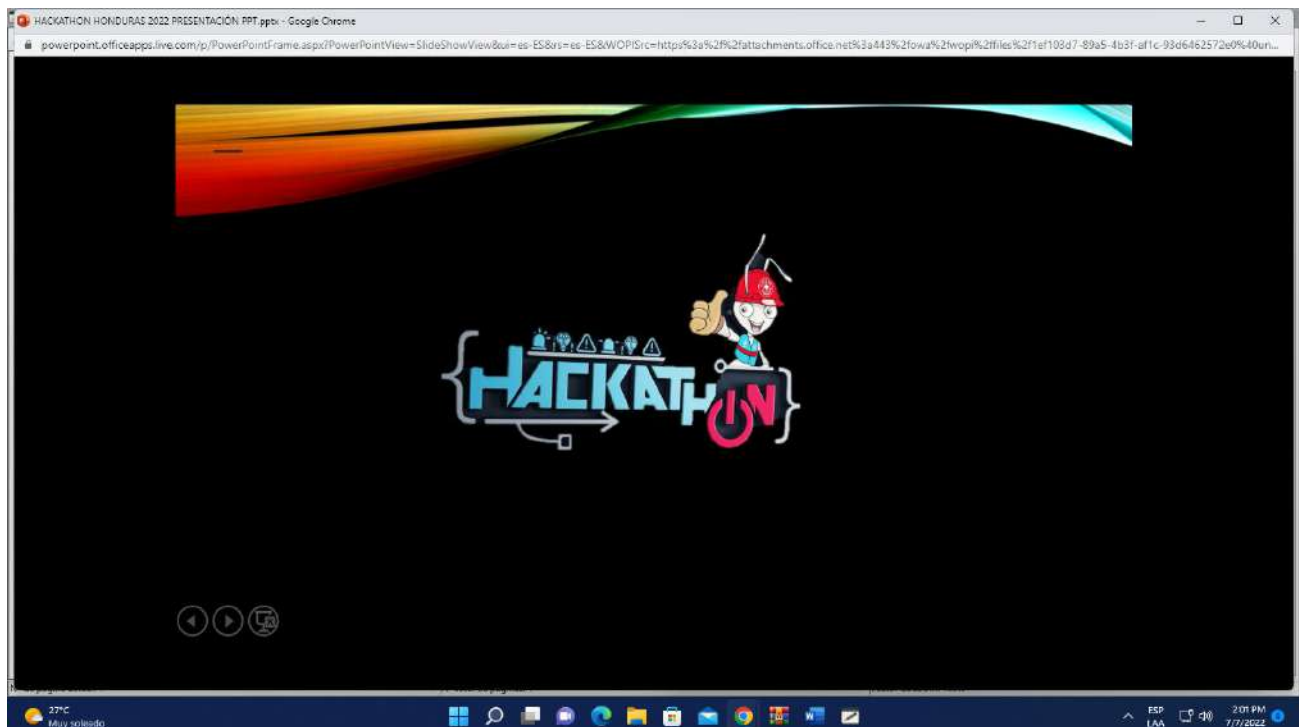 HACKATHON HONDURAS 2022 PRESENTACIÓN PPT.pptx - Google Chrome
powerpoint.officeapps.live.com/p/PowerPointFrame.aspx?PowerPointView=SlideShowView&ui=es-ES&rs=es-ES&WOPISrc=https%3a%2f%2fattachments.office.net%3a443%2fowa%2fwopi%2ffiles%2f1ef103d7-89a5-4b3f-af1c-93d6462572e0%40un...
{HACKATHON}
27°C
Muy soleado
ESP
LAA
2:01 PM
7/7/2022